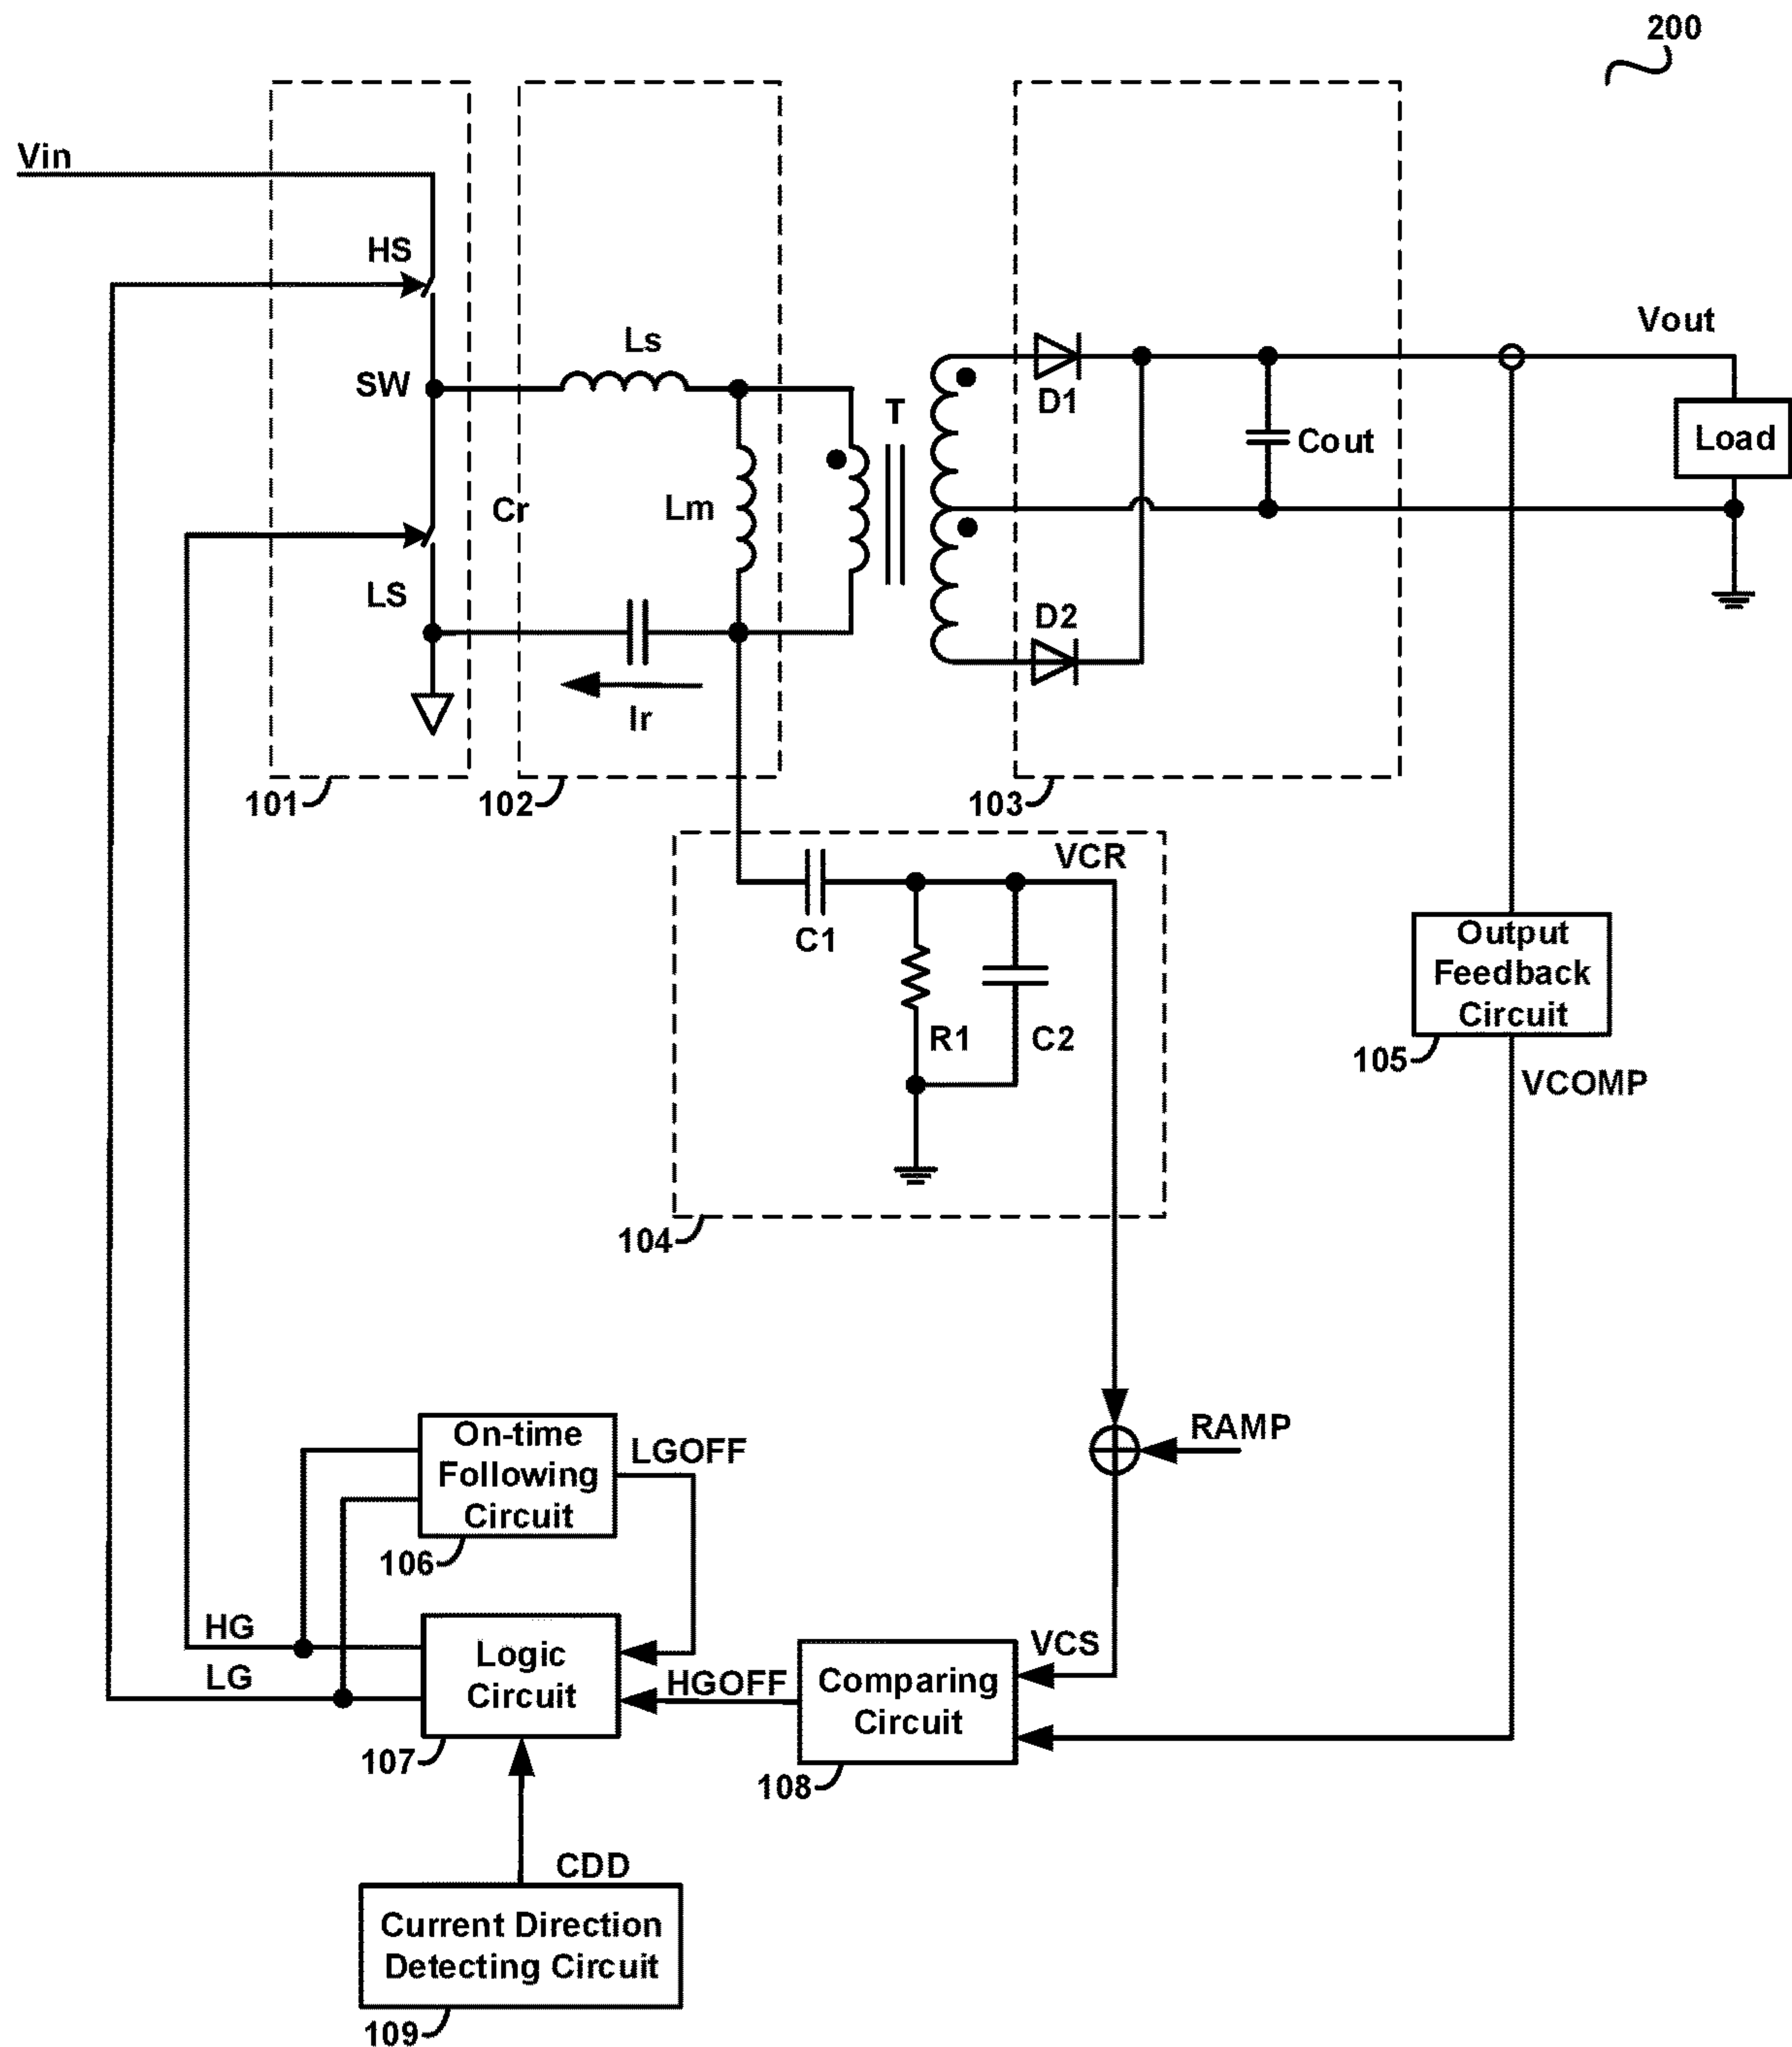 200
Vin
HS
Ls
Vout
SW
T
D1
Load
Cout
Cr
Lm
LS
D2
Ir
101
102
103
VCR
C1
Output
Feedback
Circuit
R1
C2
105
VCOMP
104
On-time
Following
Circuit
LGOFF
RAMP
106
HG
Logic
Circuit
VCS
LG
HGOFF
Comparing
Circuit
107
108
CDD
Current Direction
Detecting Circuit
109